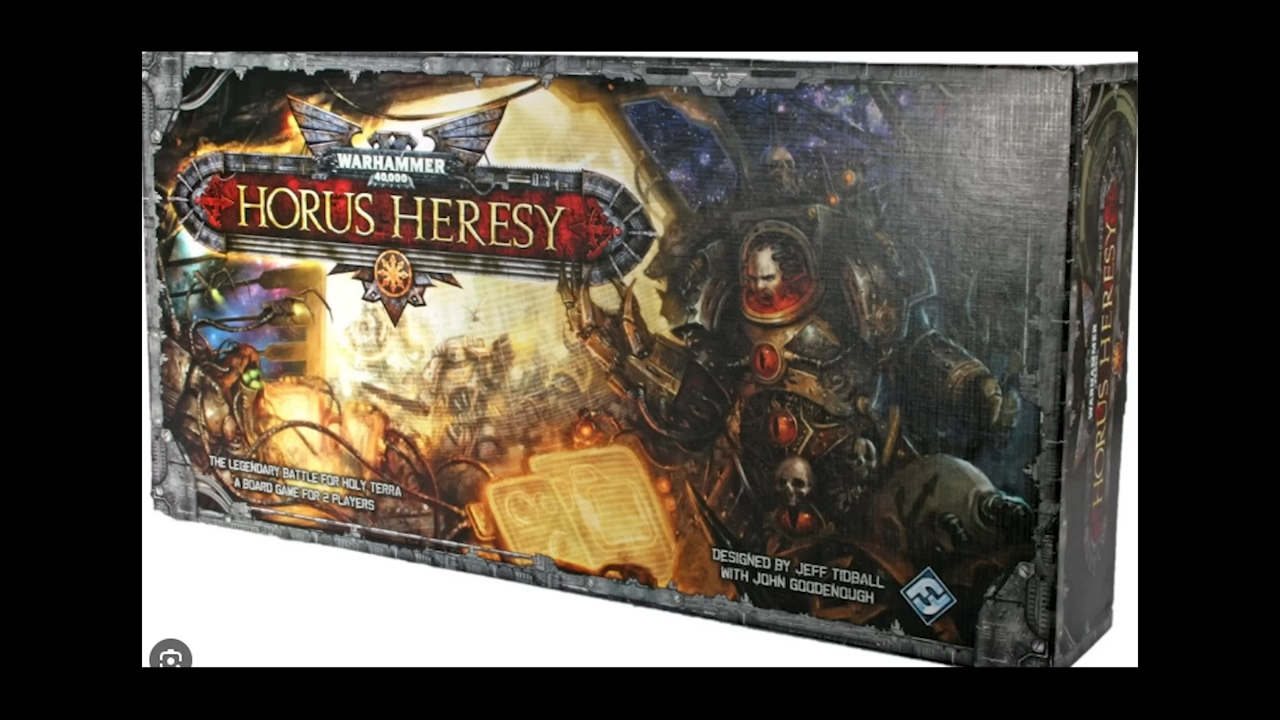 WARHAMMER
40,000
HORUS HERESY
THE LEGENDARY BATTLE FOR HOLY TERRA
A BOARD GAME FOR 2 PLAYERS
DESIGNED BY JEFF TIDBALL
WITH JOHN GOODENOUGH
WARHAMMER
HORUS HERESY